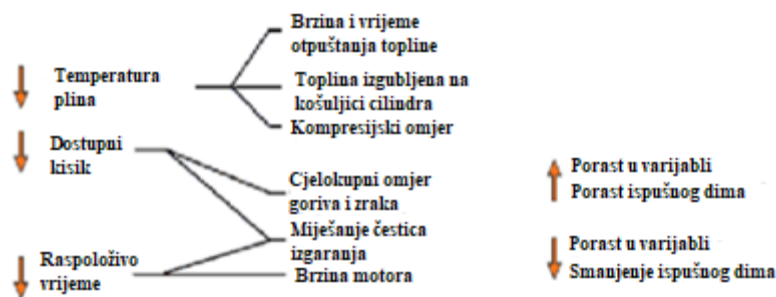 Temperatura
plina
Dostupni
kisik
Raspoloživo
vrijeme
Brzina i vrijeme
otpuštanja topline
Toplina izgubljena na
košuljici cilindra
Kompresijski omjer
Cjelokupni omjer
goriva i zraka
Miješanje čestica
izgaranja
Brzina motora
Porast u varijabli
Porast ispušnog dima
Porast u varijabli
Smanjenje ispušnog dima